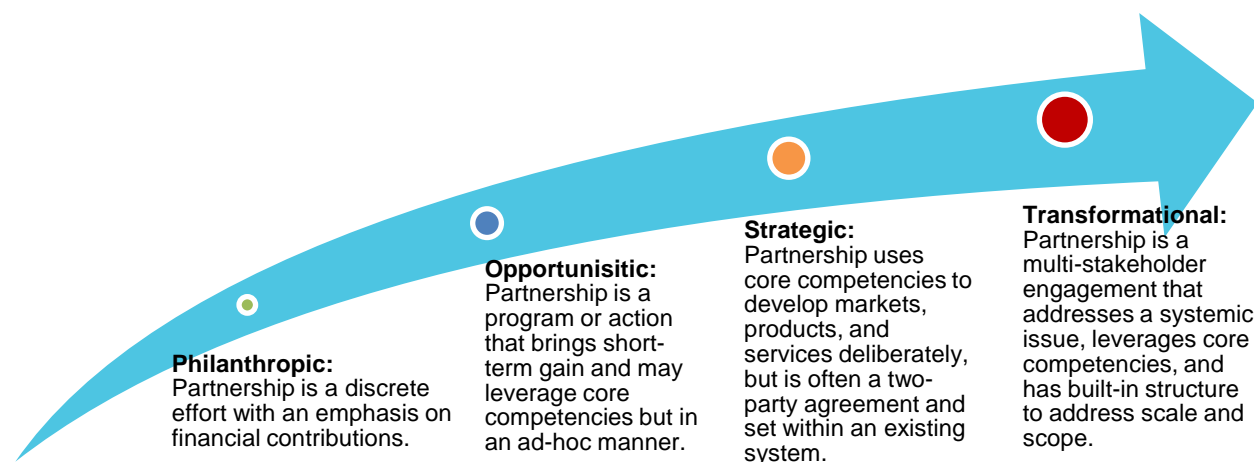 Philanthropic:
Partnership is a discrete
effort with an emphasis on
financial contributions.
Opportunisitic:
Partnership is a
program or action
that brings short-
term gain and may
leverage core
competencies but in
an ad-hoc manner.
Strategic:
Partnership uses
core competencies to
develop markets,
products, and
services deliberately,
but is often a two-
party agreement and
set within an existing
system.
Transformational:
Partnership is a
multi-stakeholder
engagement that
addresses a systemic
issue, leverages core
competencies, and
has built-in structure
to address scale and
scope.